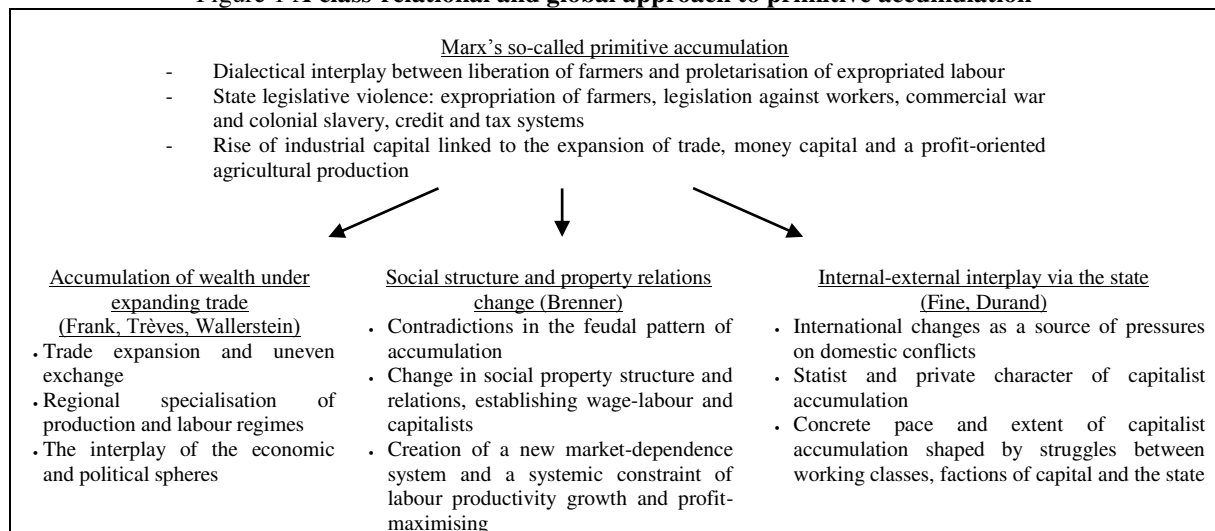 Figure 1 A class-relational and global approach to primitive accumulation
Marx's so-called primitive accumulation
- Dialectical interplay between liberation of farmers and proletarisation of expropriated labour
- State legislative violence: expropriation of farmers, legislation against workers, commercial war
and colonial slavery, credit and tax systems
- Rise of industrial capital linked to the expansion of trade, money capital and a profit-oriented
agricultural production
Accumulation of wealth under
expanding trade
(Frank, Trèves, Wallerstein)
• Trade expansion and uneven
exchange
• Regional specialisation of
production and labour regimes
• The interplay of the economic
and political spheres
Social structure and property relations
change (Brenner)
• Contradictions in the feudal pattern of
accumulation
• Change in social property structure and
relations, establishing wage-labour and
capitalists
• Creation of a new market-dependence
system and a systemic constraint of
labour productivity growth and profit-
maximising
Internal-external interplay via the state
(Fine, Durand)
• International changes as a source of pressures
on domestic conflicts
• Statist and private character of capitalist
accumulation
• Concrete pace and extent of capitalist
accumulation shaped by struggles between
working classes, factions of capital and the state